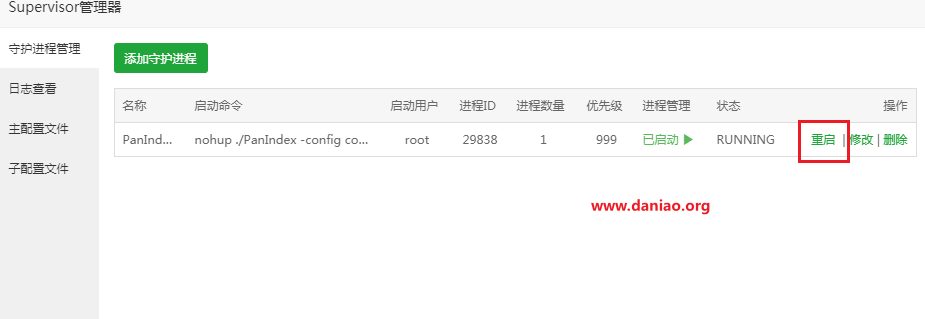 Supervisor管理器
守护进程管理
日志查看
主配置文件
子配置文件
添加守护进程
名称 启动命令 启动用户 进程ID 进程数量 优先级 进程管理 状态 操作
PanInd... nohup ./PanIndex -config co... root 29838 1 999 已启动 ▶ RUNNING 重启 | 修改 | 删除
www.daniao.org